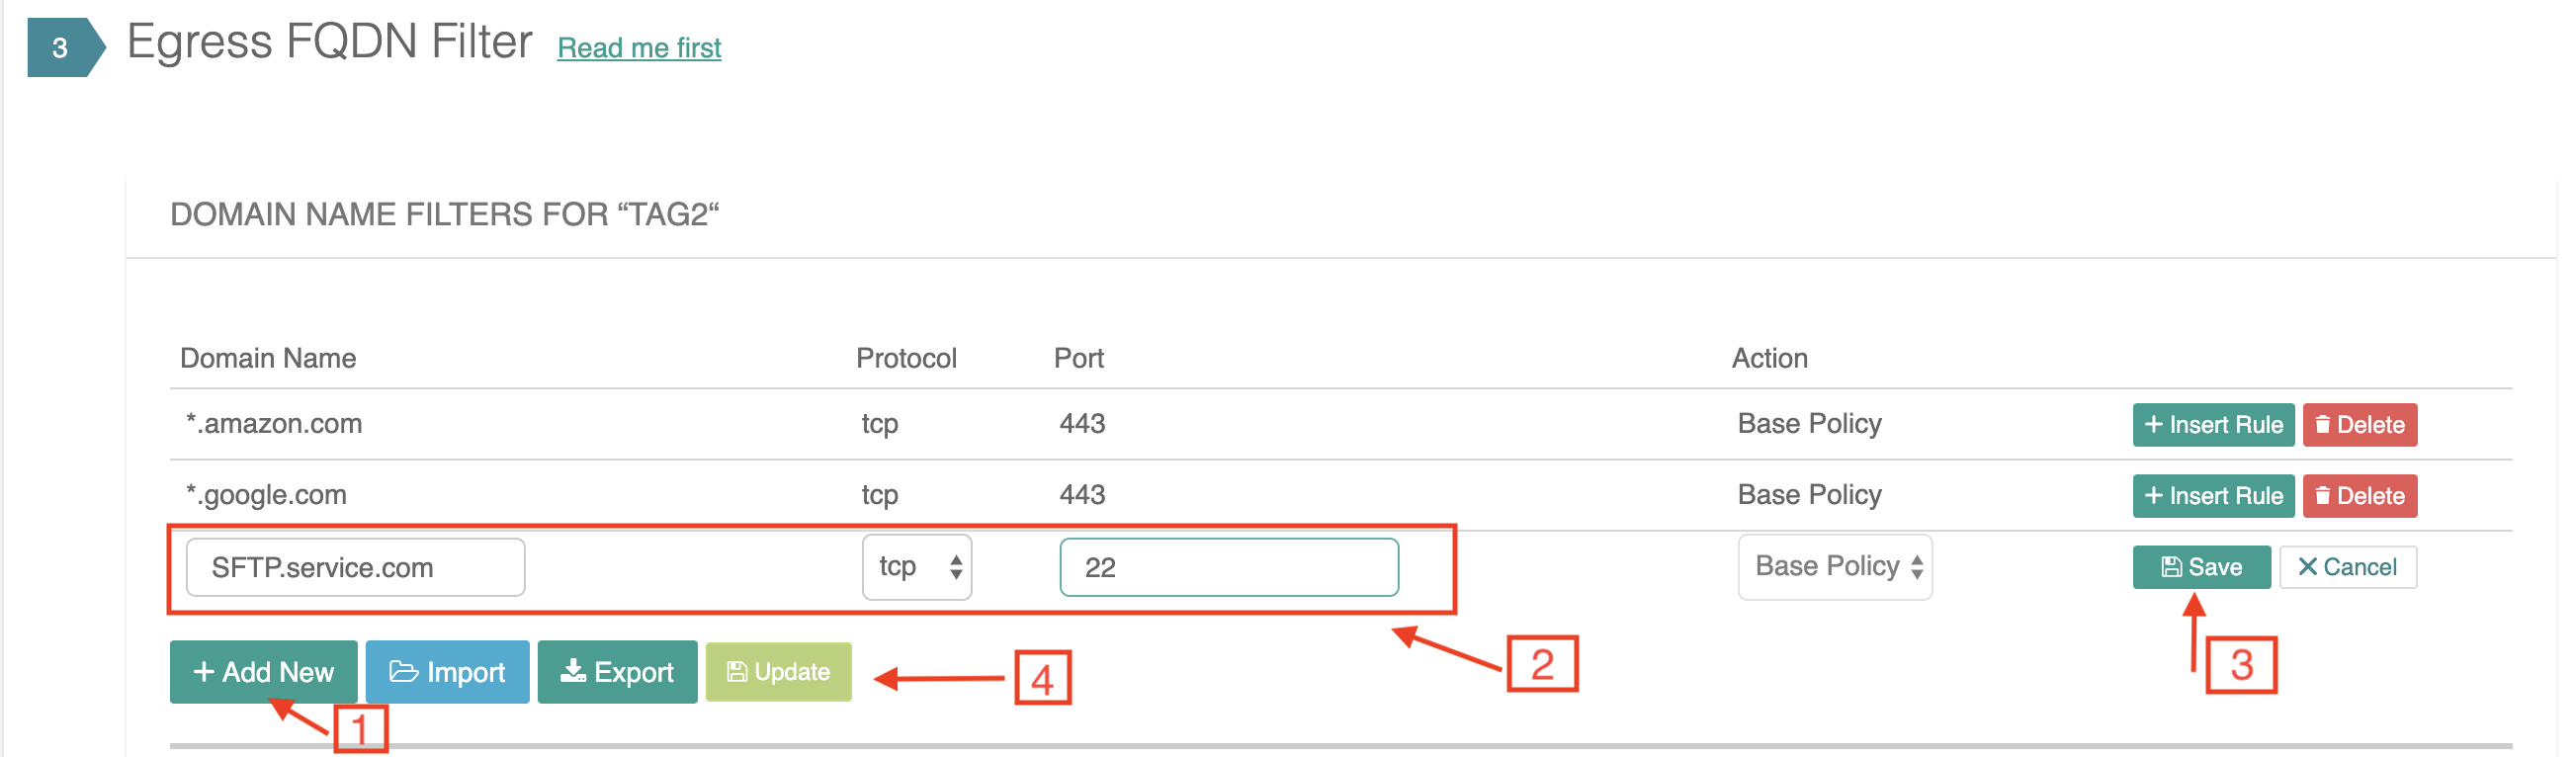 3 Egress FQDN Filter Read me first
DOMAIN NAME FILTERS FOR “TAG2“
Domain Name Protocol Port Action
*.amazon.com tcp 443 Base Policy + Insert Rule Delete
*.google.com tcp 443 Base Policy + Insert Rule Delete
SFTP.service.com tcp 22 Base Policy Save Cancel
+ Add New Import Export Update 4 2 3
1